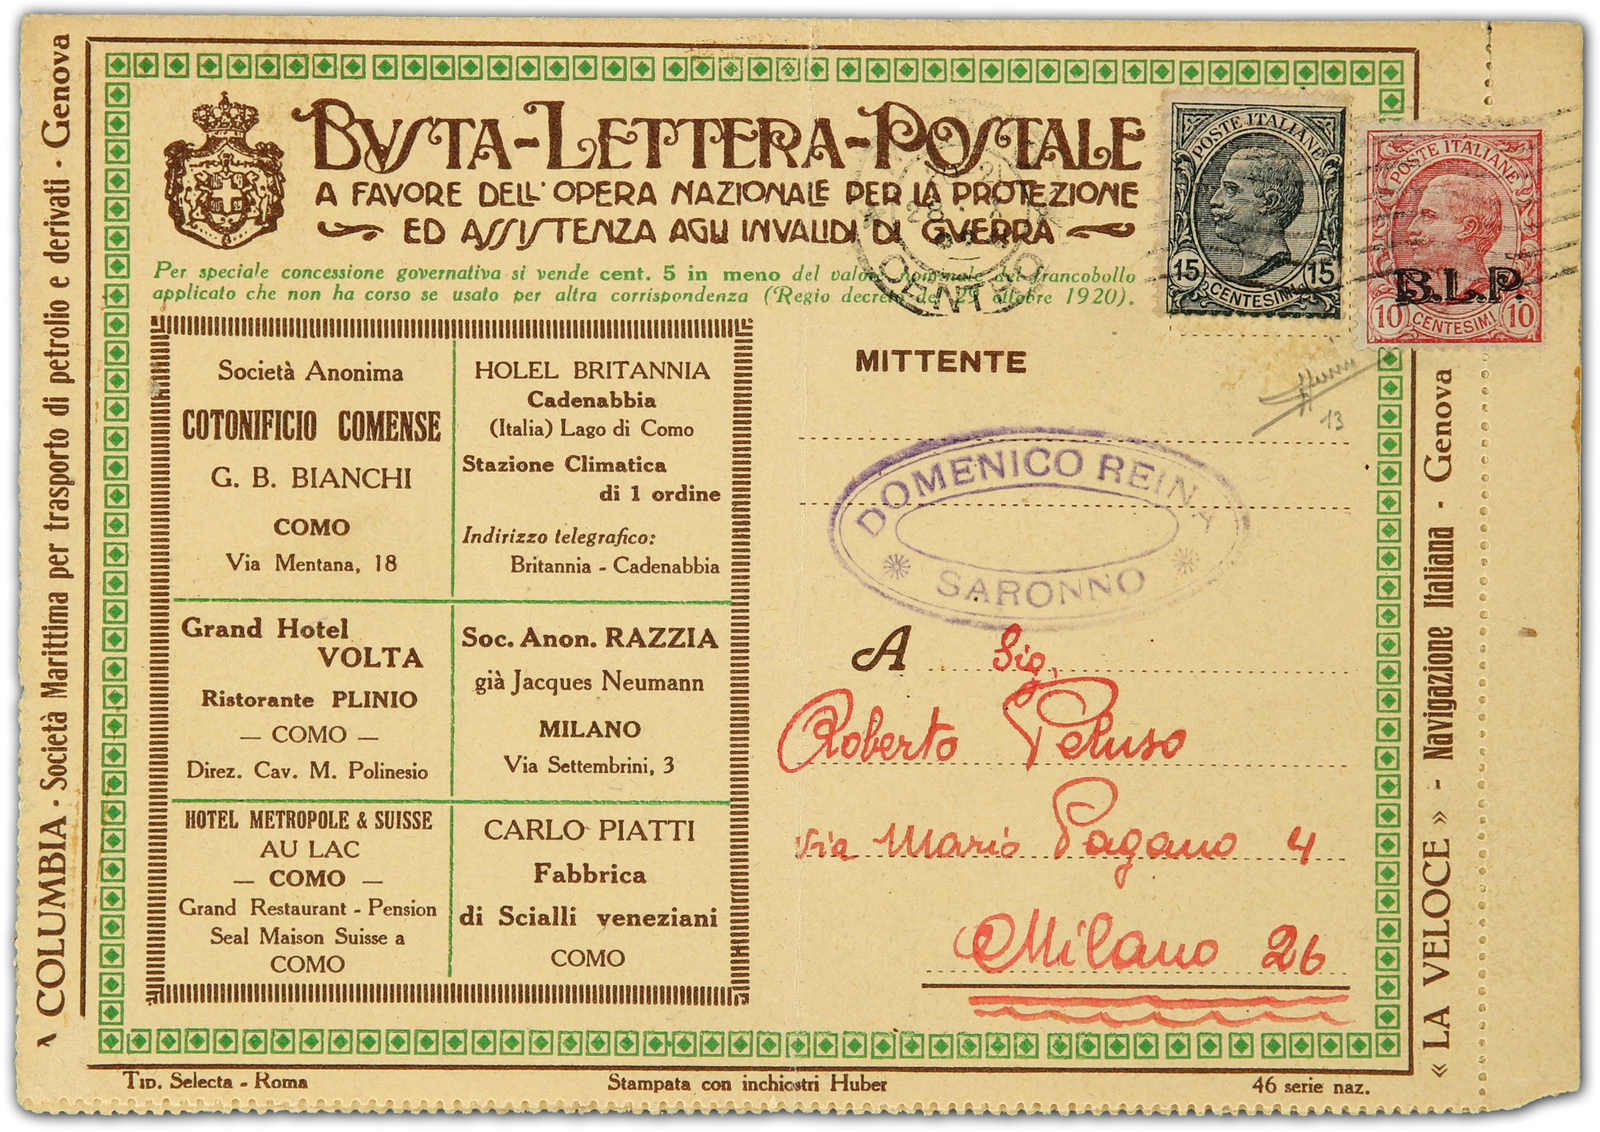 BUSTA-LETTERA-POSTALE
A FAVORE DELL'OPERA NAZIONALE PER LA PROTEZIONE
ED ASSISTENZA AGLI INVALIDI DI GUERRA
Per speciale concessione governativa si vende cent. 5 in meno del valore nominale del francobollo
applicato che non ha corso se usato per altra corrispondenza (Regio decreto del 24 ottobre 1920).
POSTE ITALIANE
15 15
CENTESIMI
POSTE ITALIANE
B.L.P.
10 10
CENTESIMI
CENTRO
13
Società Anonima
COTONIFICIO COMENSE
G. B. BIANCHI
COMO
Via Mentana, 18
HOLEL BRITANNIA
Cadenabbia
(Italia) Lago di Como
Stazione Climatica
di 1 ordine
Indirizzo telegrafico:
Britannia - Cadenabbia
Grand Hotel
VOLTA
Ristorante PLINIO
— COMO —
Direz. Cav. M. Polinesio
Soc. Anon. RAZZIA
già Jacques Neumann
MILANO
Via Settembrini, 3
HOTEL METROPOLE & SUISSE
AU LAC
— COMO —
Grand Restaurant - Pension
Seal Maison Suisse a
COMO
CARLO PIATTI
Fabbrica
di Scialli veneziani
COMO
MITTENTE
DOMENICO REINA
SARONNO
A Sig.
Roberto Peluso
via Mario Pagano 4
Milano 26
COLUMBIA - Società Marittima per trasporto di petrolio e derivati - Genova
« LA VELOCE » - Navigazione Italiana - Genova
TIP. Selecta - Roma
Stampata con inchiostri Huber
46 serie naz.